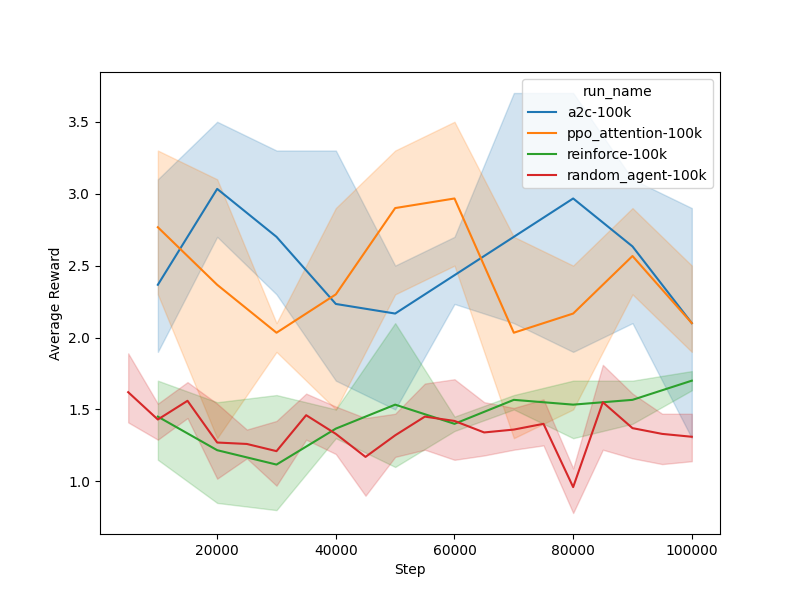 run_name
a2c-100k
ppo_attention-100k
reinforce-100k
random_agent-100k
3.5
3.0
2.5
2.0
1.5
1.0
Average Reward
20000 40000 60000 80000 100000
Step